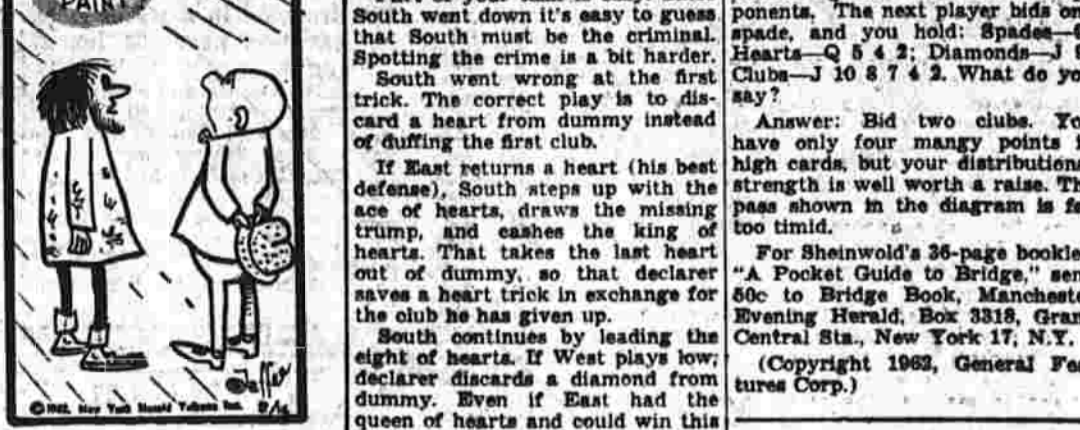 PAINT
©1962, New York Herald Tribune Inc.
South went down it's easy to guess
that South must be the criminal.
Spotting the crime is a bit harder.
South went wrong at the first
trick. The correct play is to dis-
card a heart from dummy instead
of duffing the first club.
If East returns a heart (his best
defense), South steps up with the
ace of hearts, draws the missing
trump, and cashes the king of
hearts. That takes the last heart
out of dummy, so that declarer
saves a heart trick in exchange for
the club he has given up.
South continues by leading the
eight of hearts. If West plays low,
declarer discards a diamond from
dummy. Even if East had the
queen of hearts and could win this
ponents. The next player bids
spade, and you hold: Spades—
Hearts—Q 5 4 2; Diamonds—J
Clubs—J 10 8 7 4 2. What do
say?
Answer: Bid two clubs.
have only four mangy points
high cards, but your
strength is well worth a raise.
pass shown in the diagram is
too timid.
For Sheinwold's 36-page
"A Pocket Guide to Bridge,"
50c to Bridge Book,
Evening Herald, Box 3318,
Central Sta., New York 17, N.Y.
(Copyright 1962, General
tures Corp.)